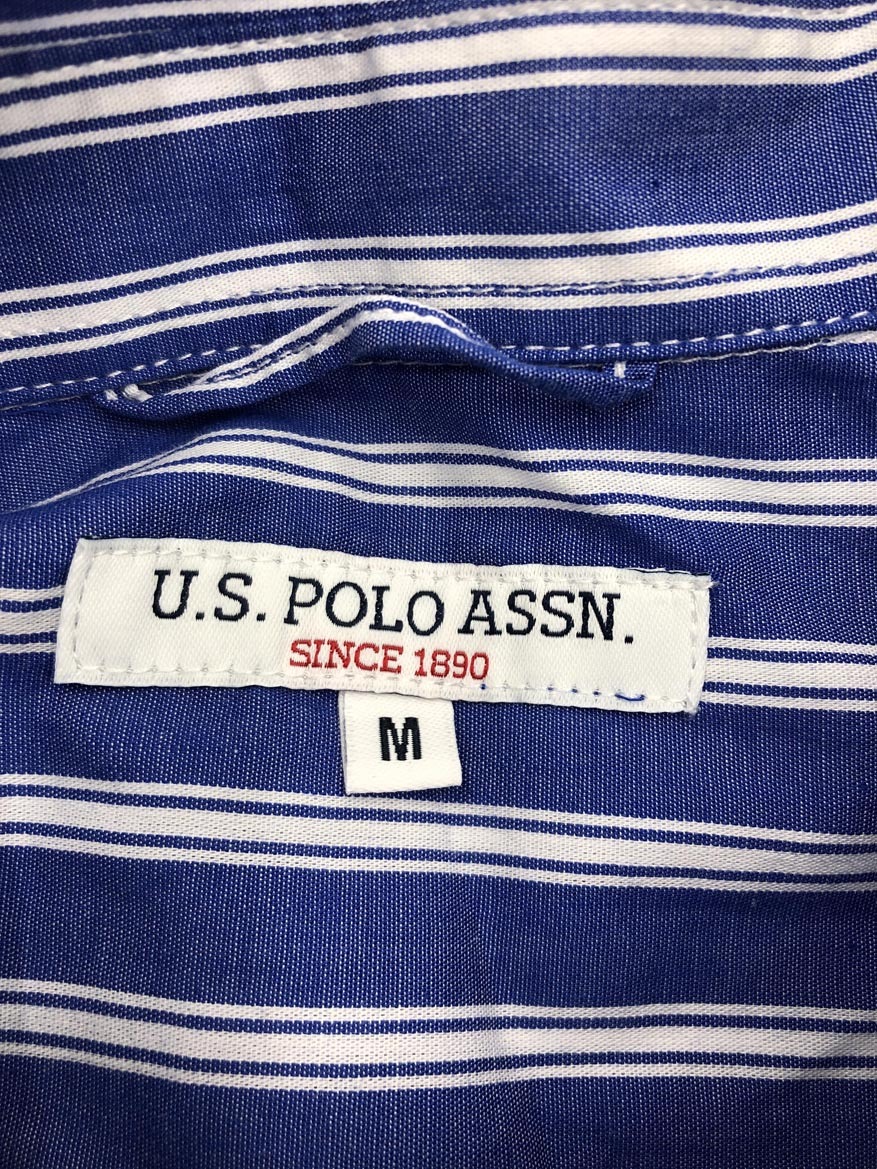 U.S. POLO ASSN.
SINCE 1890
M